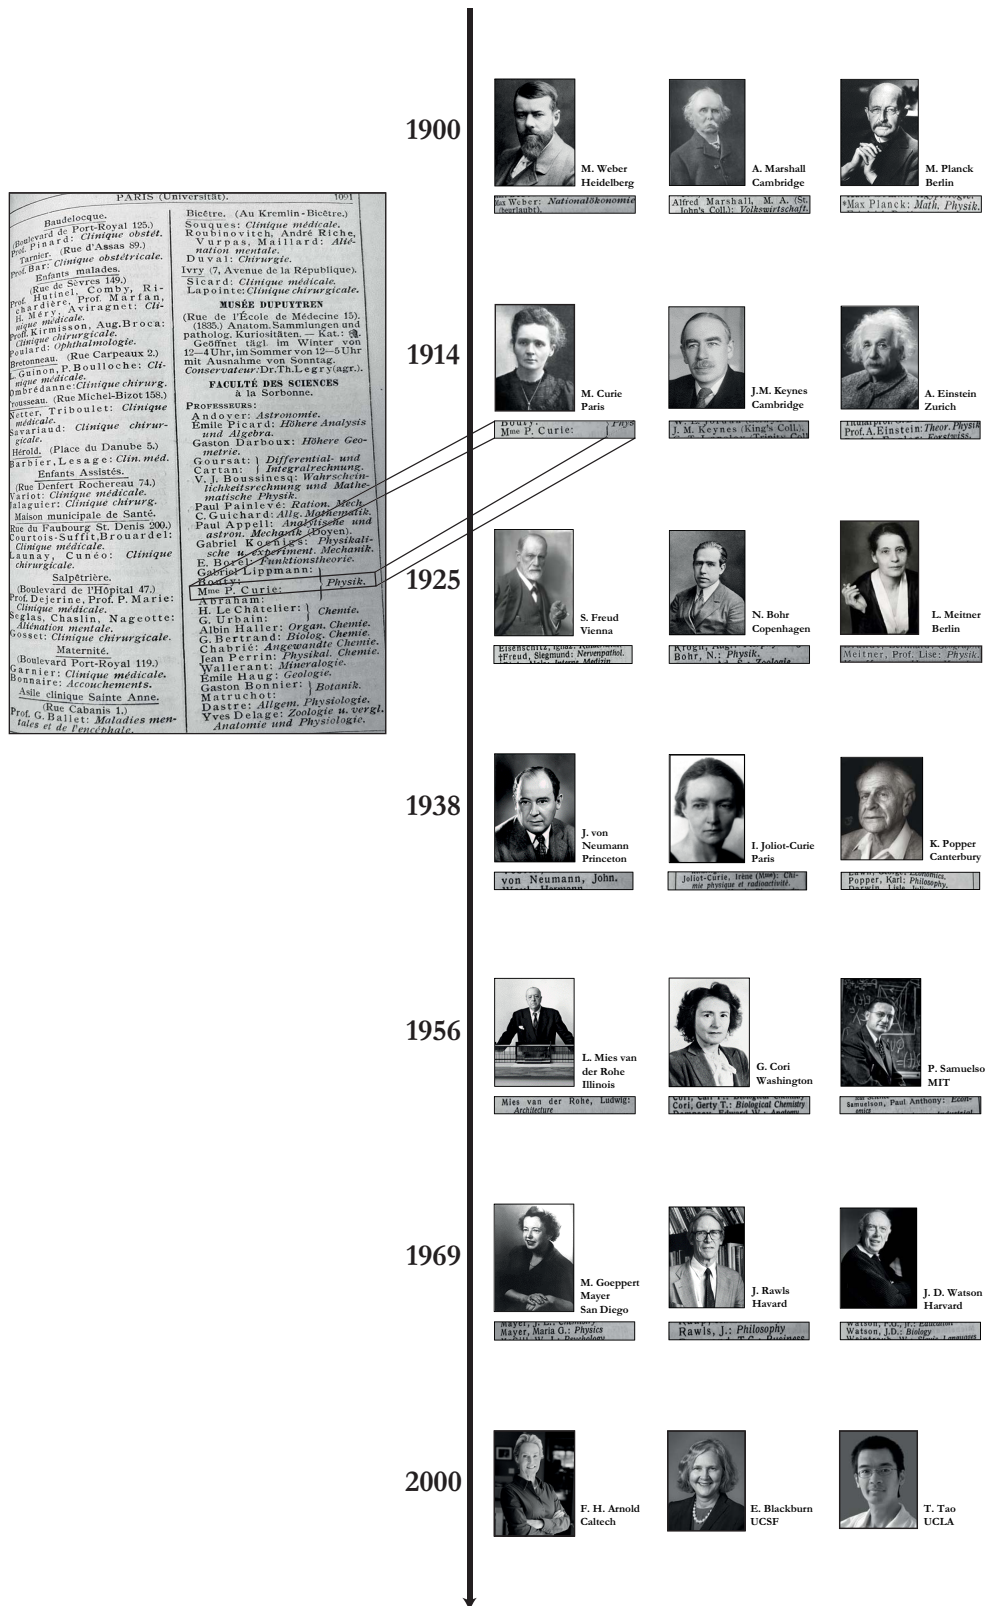 1900
M. Weber
Heidelberg
Max Weber: Nationalökonomie
(beurlaubt).
A. Marshall
Cambridge
Alfred Marshall, M. A. (St.
John's Coll.): Volkswirtschaft.
M. Planck
Berlin
*Max Planck: Math. Physik.
PARIS (Universität). 1091
Baudelocque.
(Boulevard de Port-Royal 125.)
Prof. Pinard: Clinique obstét.
Tarnier. (Rue d'Assas 89.)
Prof. Bar: Clinique obstétricale.
Enfants malades.
(Rue de Sèvres 149.)
Prof. Hutinel, Comby, Ri-
chardière, Prof. Marfan,
H. Méry, Aviragnet: Cli-
nique médicale.
Prof. Kirmisson, Aug. Broca:
Clinique chirurgicale.
Poulard: Ophthalmologie.
Bretonneau. (Rue Carpeaux 2.)
L. Guinon, P. Boulloche: Cli-
nique médicale.
Ombrédanne: Clinique chirurg.
Trousseau. (Rue Michel-Bizot 158.)
Netter, Triboulet: Clinique
médicale.
Savariaud: Clinique chirur-
gicale.
Hérold. (Place du Danube 5.)
Barbier, Lesage: Clin. méd.
Enfants Assistés.
(Rue Denfert Rochereau 74.)
Variot: Clinique médicale.
Jalaguier: Clinique chirurg.
Maison municipale de Santé.
Rue du Faubourg St. Denis 200.)
Courtois-Suffit, Brouardel:
Clinique médicale.
Launay, Cunéo: Clinique
chirurgicale.
Salpêtrière.
(Boulevard de l'Hôpital 47.)
Prof. Dejerine, Prof. P. Marie:
Clinique médicale.
Seglas, Chaslin, Nageotte:
Aliénation mentale.
Gosset: Clinique chirurgicale.
Maternité.
(Boulevard Port-Royal 119.)
Garnier: Clinique médicale.
Bonnaire: Accouchements.
Asile clinique Sainte Anne.
(Rue Cabanis 1.)
Prof. G. Ballet: Maladies men-
tales et de l'encéphale.
Bicêtre. (Au Kremlin-Bicêtre.)
Souques: Clinique médicale.
Roubinovitch, André Riche,
Vurpas, Maillard: Alié-
nation mentale.
Duval: Chirurgie.
Ivry (7, Avenue de la République).
Sicard: Clinique médicale.
Lapointe: Clinique chirurgicale.
MUSÉE DUPUYTREN
(Rue de l'École de Médecine 15).
(1835.) Anatom. Sammlungen und
patholog. Kuriositäten. — Kat.:
Geöffnet tägl. im Winter von
12—4 Uhr, im Sommer von 12—5 Uhr
mit Ausnahme von Sonntag.
Conservateur: Dr. Th. Legry (agr.).
FACULTÉ DES SCIENCES
à la Sorbonne.
PROFESSEURS:
Andoyer: Astronomie.
Émile Picard: Höhere Analysis
und Algebra.
Gaston Darboux: Höhere Geo-
metrie.
Goursat: } Differential- und
Cartan: } Integralrechnung.
V. J. Boussinesq: Wahrschein-
lichkeitsrechnung und Mathe-
matische Physik.
Paul Painlevé: Ration. Mech.
C. Guichard: Allg. Mathematik.
Paul Appell: Analytische und
astron. Mechanik (Doyen).
Gabriel Koenigs: Physikali-
sche u. experiment. Mechanik.
E. Borel: Funktionstheorie.
Gabriel Lippmann:
Bouty:
Mme P. Curie: } Physik.
Abraham:
H. Le Châtelier: } Chemie.
G. Urbain:
Albin Haller: Organ. Chemie.
G. Bertrand: Biolog. Chemie.
Chabrié: Angewandte Chemie.
Jean Perrin: Physikal. Chemie.
Wallerant: Mineralogie.
Émile Haug: Geologie.
Gaston Bonnier: } Botanik.
Matruchot:
Dastre: Allgem. Physiologie.
Yves Delage: Zoologie u. vergl.
Anatomie und Physiologie.
1914
M. Curie
Paris
Bouty:
Mme P. Curie: } Phys
J.M. Keynes
Cambridge
J. M. Keynes (King's Coll.),
A. Einstein
Zurich
Prof. A. Einstein: Theor. Physik
Forstwiss.
1925
S. Freud
Vienna
†Freud, Siegmund: Nervenpathol.
N. Bohr
Copenhagen
Bohr, N.: Physik.
L. Meitner
Berlin
Meitner, Prof. Lise: Physik.
1938
J. von
Neumann
Princeton
von Neumann, John.
I. Joliot-Curie
Paris
Joliot-Curie, Irène (Mme): Chi-
mie physique et radioactivité.
K. Popper
Canterbury
Popper, Karl: Philosophy.
1956
L. Mies van
der Rohe
Illinois
Mies van der Rohe, Ludwig:
Architecture
G. Cori
Washington
Cori, Gerty T.: Biological Chemistry
P. Samuelso
MIT
Samuelson, Paul Anthony: Econ-
omics
1969
M. Goeppert
Mayer
San Diego
Mayer, Maria G.: Physics
J. Rawls
Havard
Rawls, J.: Philosophy
J. D. Watson
Harvard
Watson, J.D.: Biology
2000
F. H. Arnold
Caltech
E. Blackburn
UCSF
T. Tao
UCLA